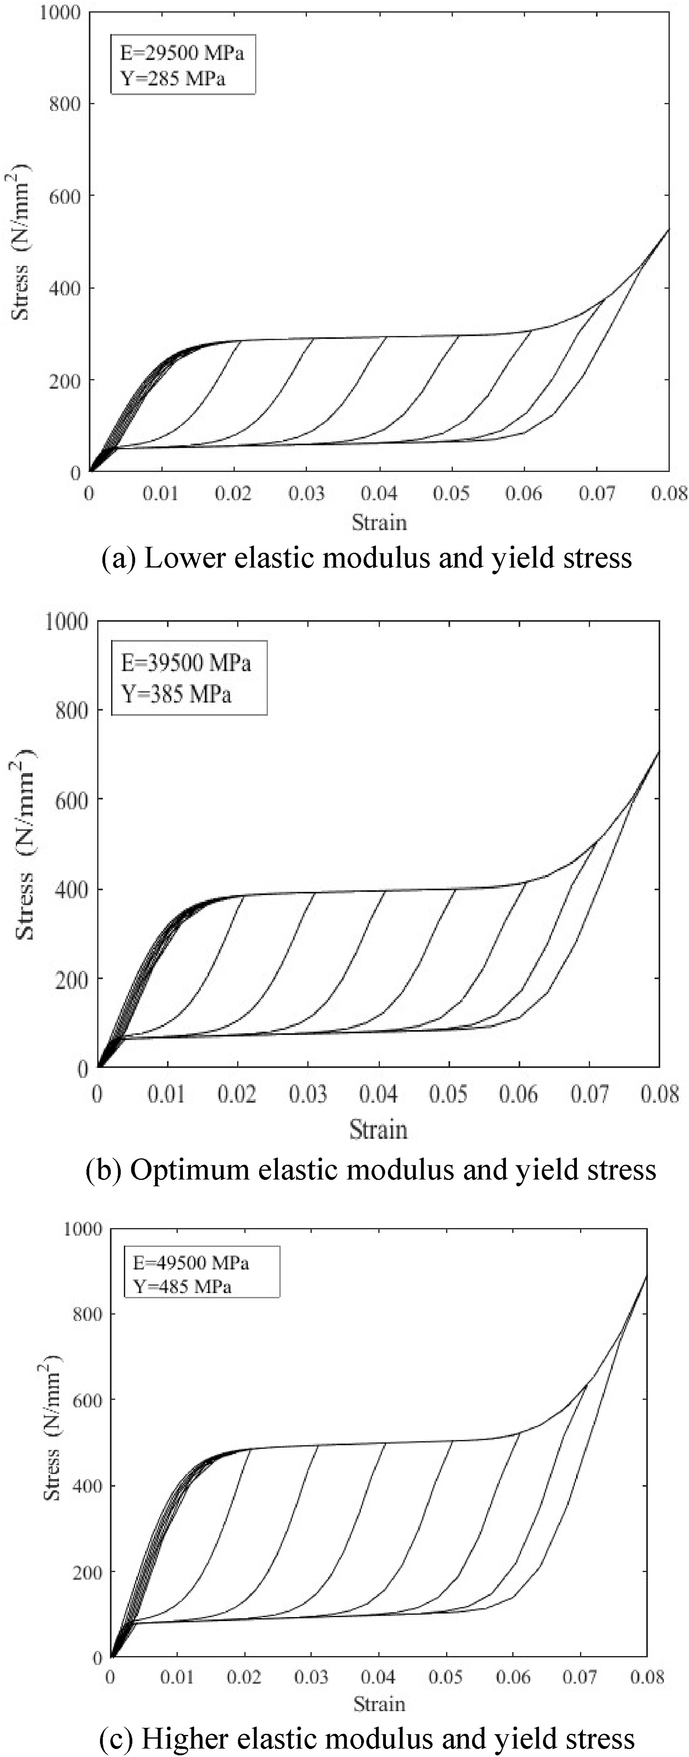 1000
E=29500 MPa
Y=285 MPa
800
600
400
200
0
Stress (N/mm²)
0 0.01 0.02 0.03 0.04 0.05 0.06 0.07 0.08
Strain
(a) Lower elastic modulus and yield stress
1000
E=39500 MPa
Y=385 MPa
800
600
400
200
0
Stress (N/mm²)
0 0.01 0.02 0.03 0.04 0.05 0.06 0.07 0.08
Strain
(b) Optimum elastic modulus and yield stress
1000
E=49500 MPa
Y=485 MPa
800
600
400
200
0
Stress (N/mm²)
0 0.01 0.02 0.03 0.04 0.05 0.06 0.07 0.08
Strain
(c) Higher elastic modulus and yield stress